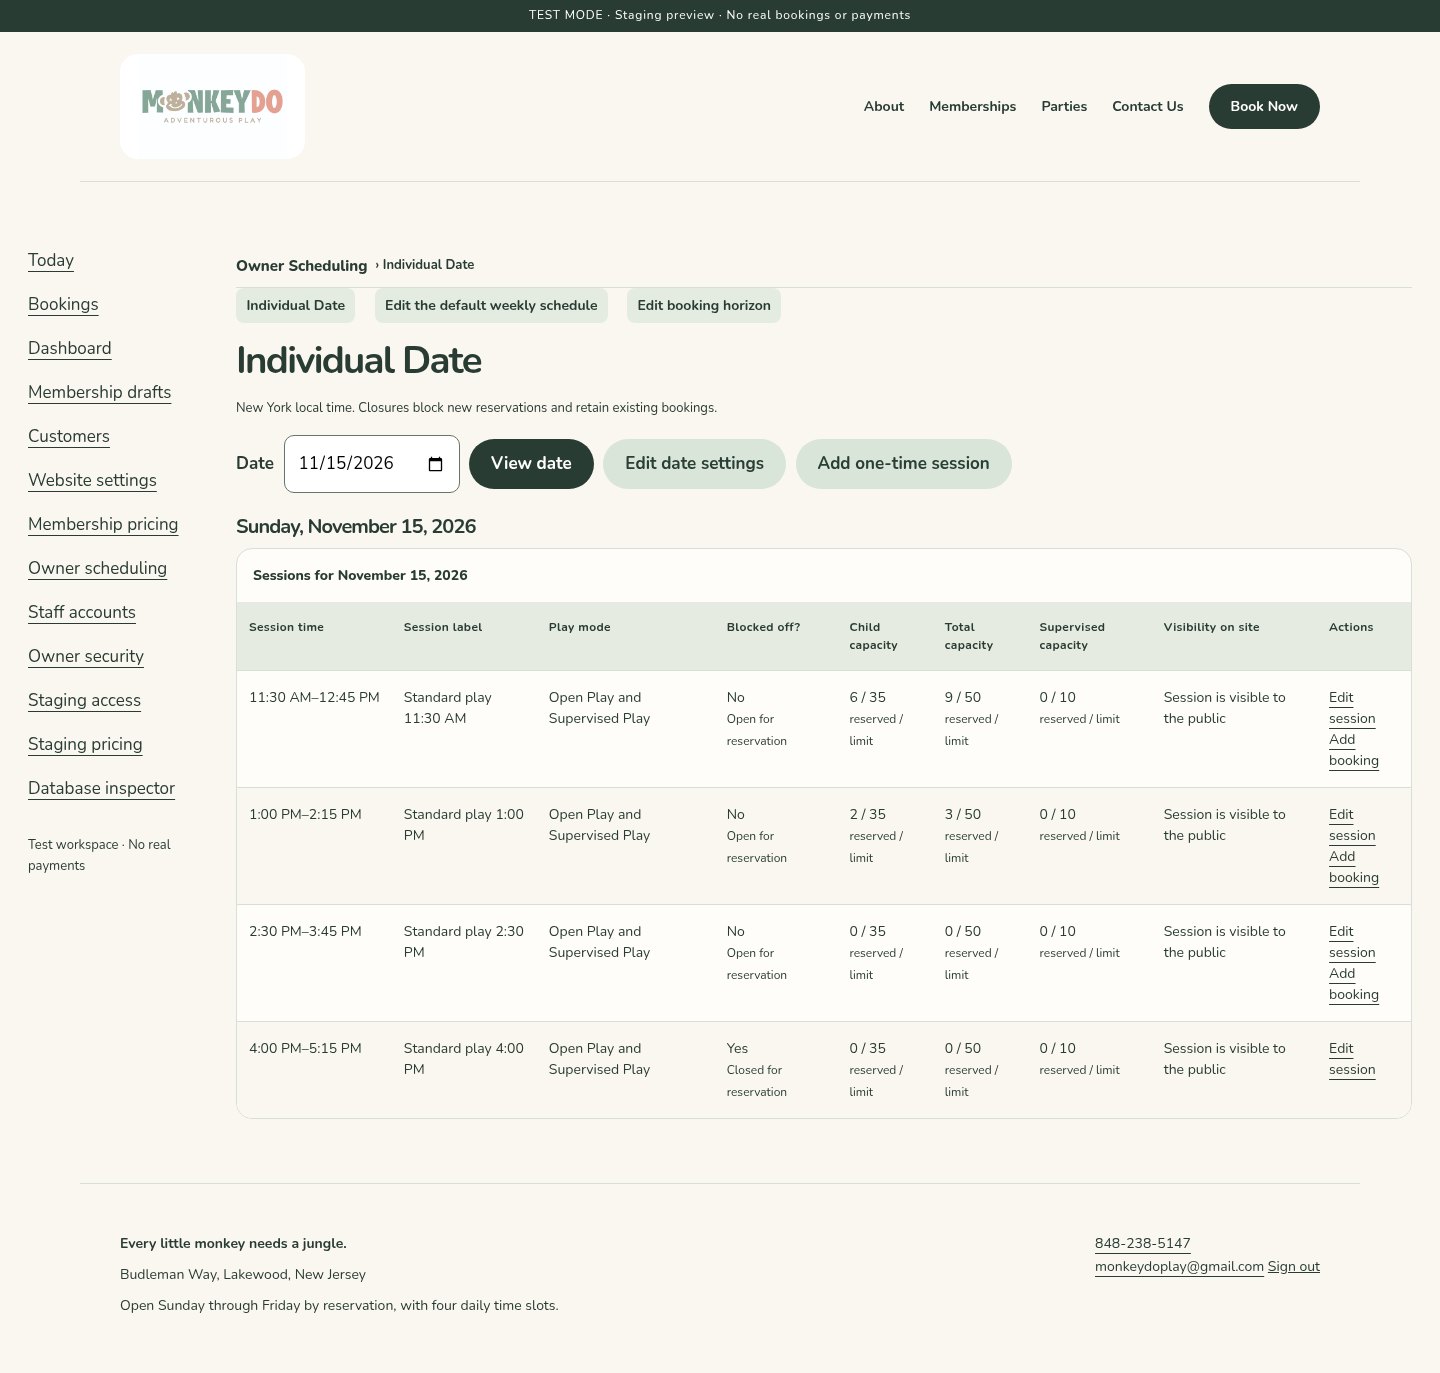 TEST MODE · Staging preview · No real bookings or payments
MONKEYDO
ADVENTUROUS PLAY
About Memberships Parties Contact Us Book Now
Today
Bookings
Dashboard
Membership drafts
Customers
Website settings
Membership pricing
Owner scheduling
Staff accounts
Owner security
Staging access
Staging pricing
Database inspector
Test workspace · No real
payments
Owner Scheduling › Individual Date
Individual Date Edit the default weekly schedule Edit booking horizon
Individual Date
New York local time. Closures block new reservations and retain existing bookings.
Date 11/15/2026 View date Edit date settings Add one-time session
Sunday, November 15, 2026
Sessions for November 15, 2026
Session time Session label Play mode Blocked off? Child Total Supervised Visibility on site Actions
capacity capacity capacity
11:30 AM–12:45 PM Standard play Open Play and No 6 / 35 9 / 50 0 / 10 Session is visible to Edit
11:30 AM Supervised Play Open for reserved / reserved / reserved / limit the public session
reservation limit limit Add
booking
1:00 PM–2:15 PM Standard play 1:00 Open Play and No 2 / 35 3 / 50 0 / 10 Session is visible to Edit
PM Supervised Play Open for reserved / reserved / reserved / limit the public session
reservation limit limit Add
booking
2:30 PM–3:45 PM Standard play 2:30 Open Play and No 0 / 35 0 / 50 0 / 10 Session is visible to Edit
PM Supervised Play Open for reserved / reserved / reserved / limit the public session
reservation limit limit Add
booking
4:00 PM–5:15 PM Standard play 4:00 Open Play and Yes 0 / 35 0 / 50 0 / 10 Session is visible to Edit
PM Supervised Play Closed for reserved / reserved / reserved / limit the public session
reservation limit limit
Every little monkey needs a jungle.
Budleman Way, Lakewood, New Jersey
Open Sunday through Friday by reservation, with four daily time slots.
848-238-5147
monkeydoplay@gmail.com Sign out